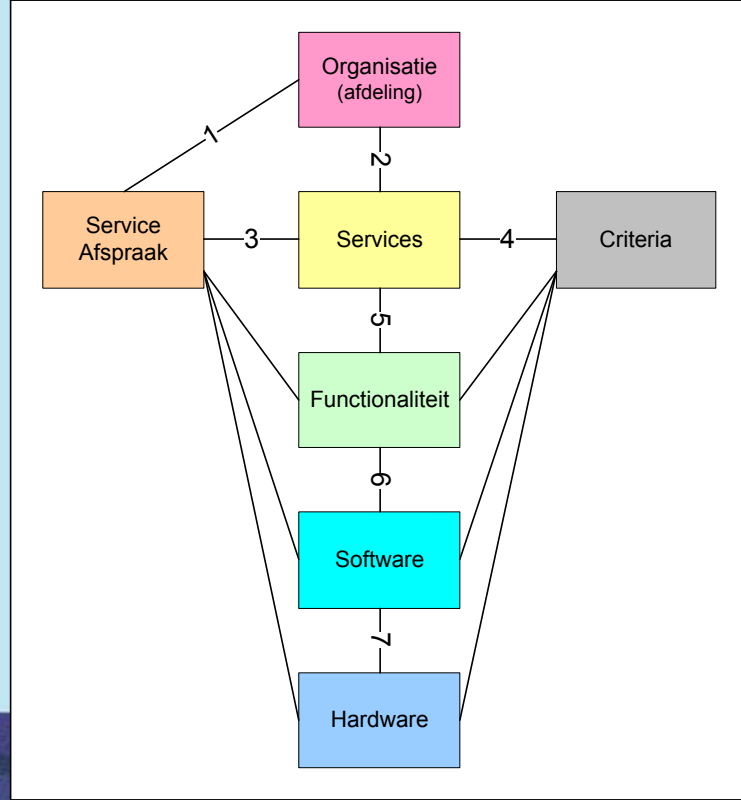 Organisatie
(afdeling)
1
2
Service
Afspraak
3
Services
4
Criteria
5
Functionaliteit
6
Software
7
Hardware